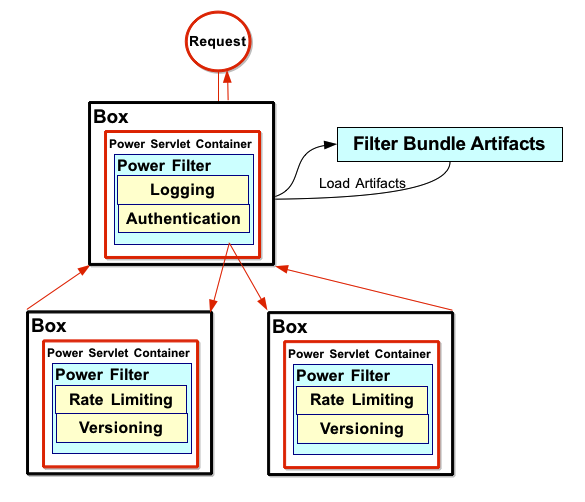 Request
Box
Power Servlet Container
Power Filter
Logging
Authentication
Filter Bundle Artifacts
Load Artifacts
Box
Power Servlet Container
Power Filter
Rate Limiting
Versioning
Box
Power Servlet Container
Power Filter
Rate Limiting
Versioning